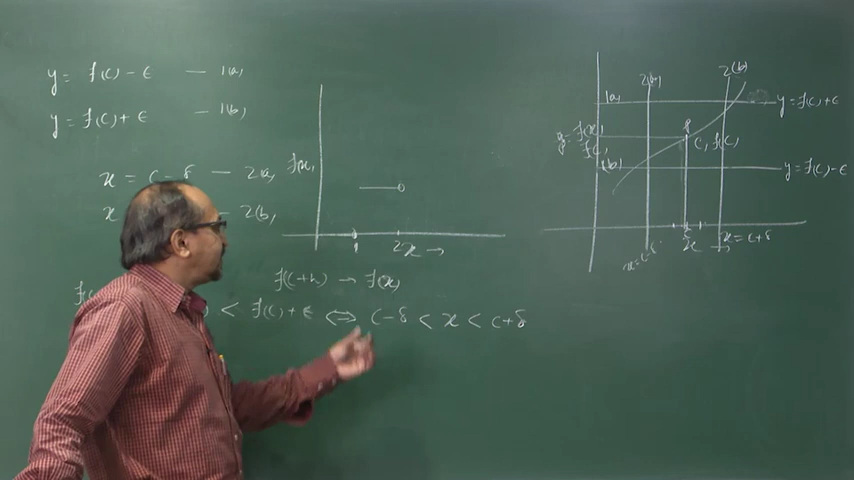 y = f(c) - ε — 1(a)
y = f(c) + ε — 1(b)
x = c - δ — 2(a)
x — 2(b)
f(x)
1 2 x →
f(c+h) → f(x)
f(c < f(c) + ε ⇔ c - δ < x < c + δ
2(b) 2(b)
1(a) y = f(c) + ε
y = f(x)
f(c)
c, f(c)
1(b) y = f(c) - ε
x = c - δ
x
x = c + δ